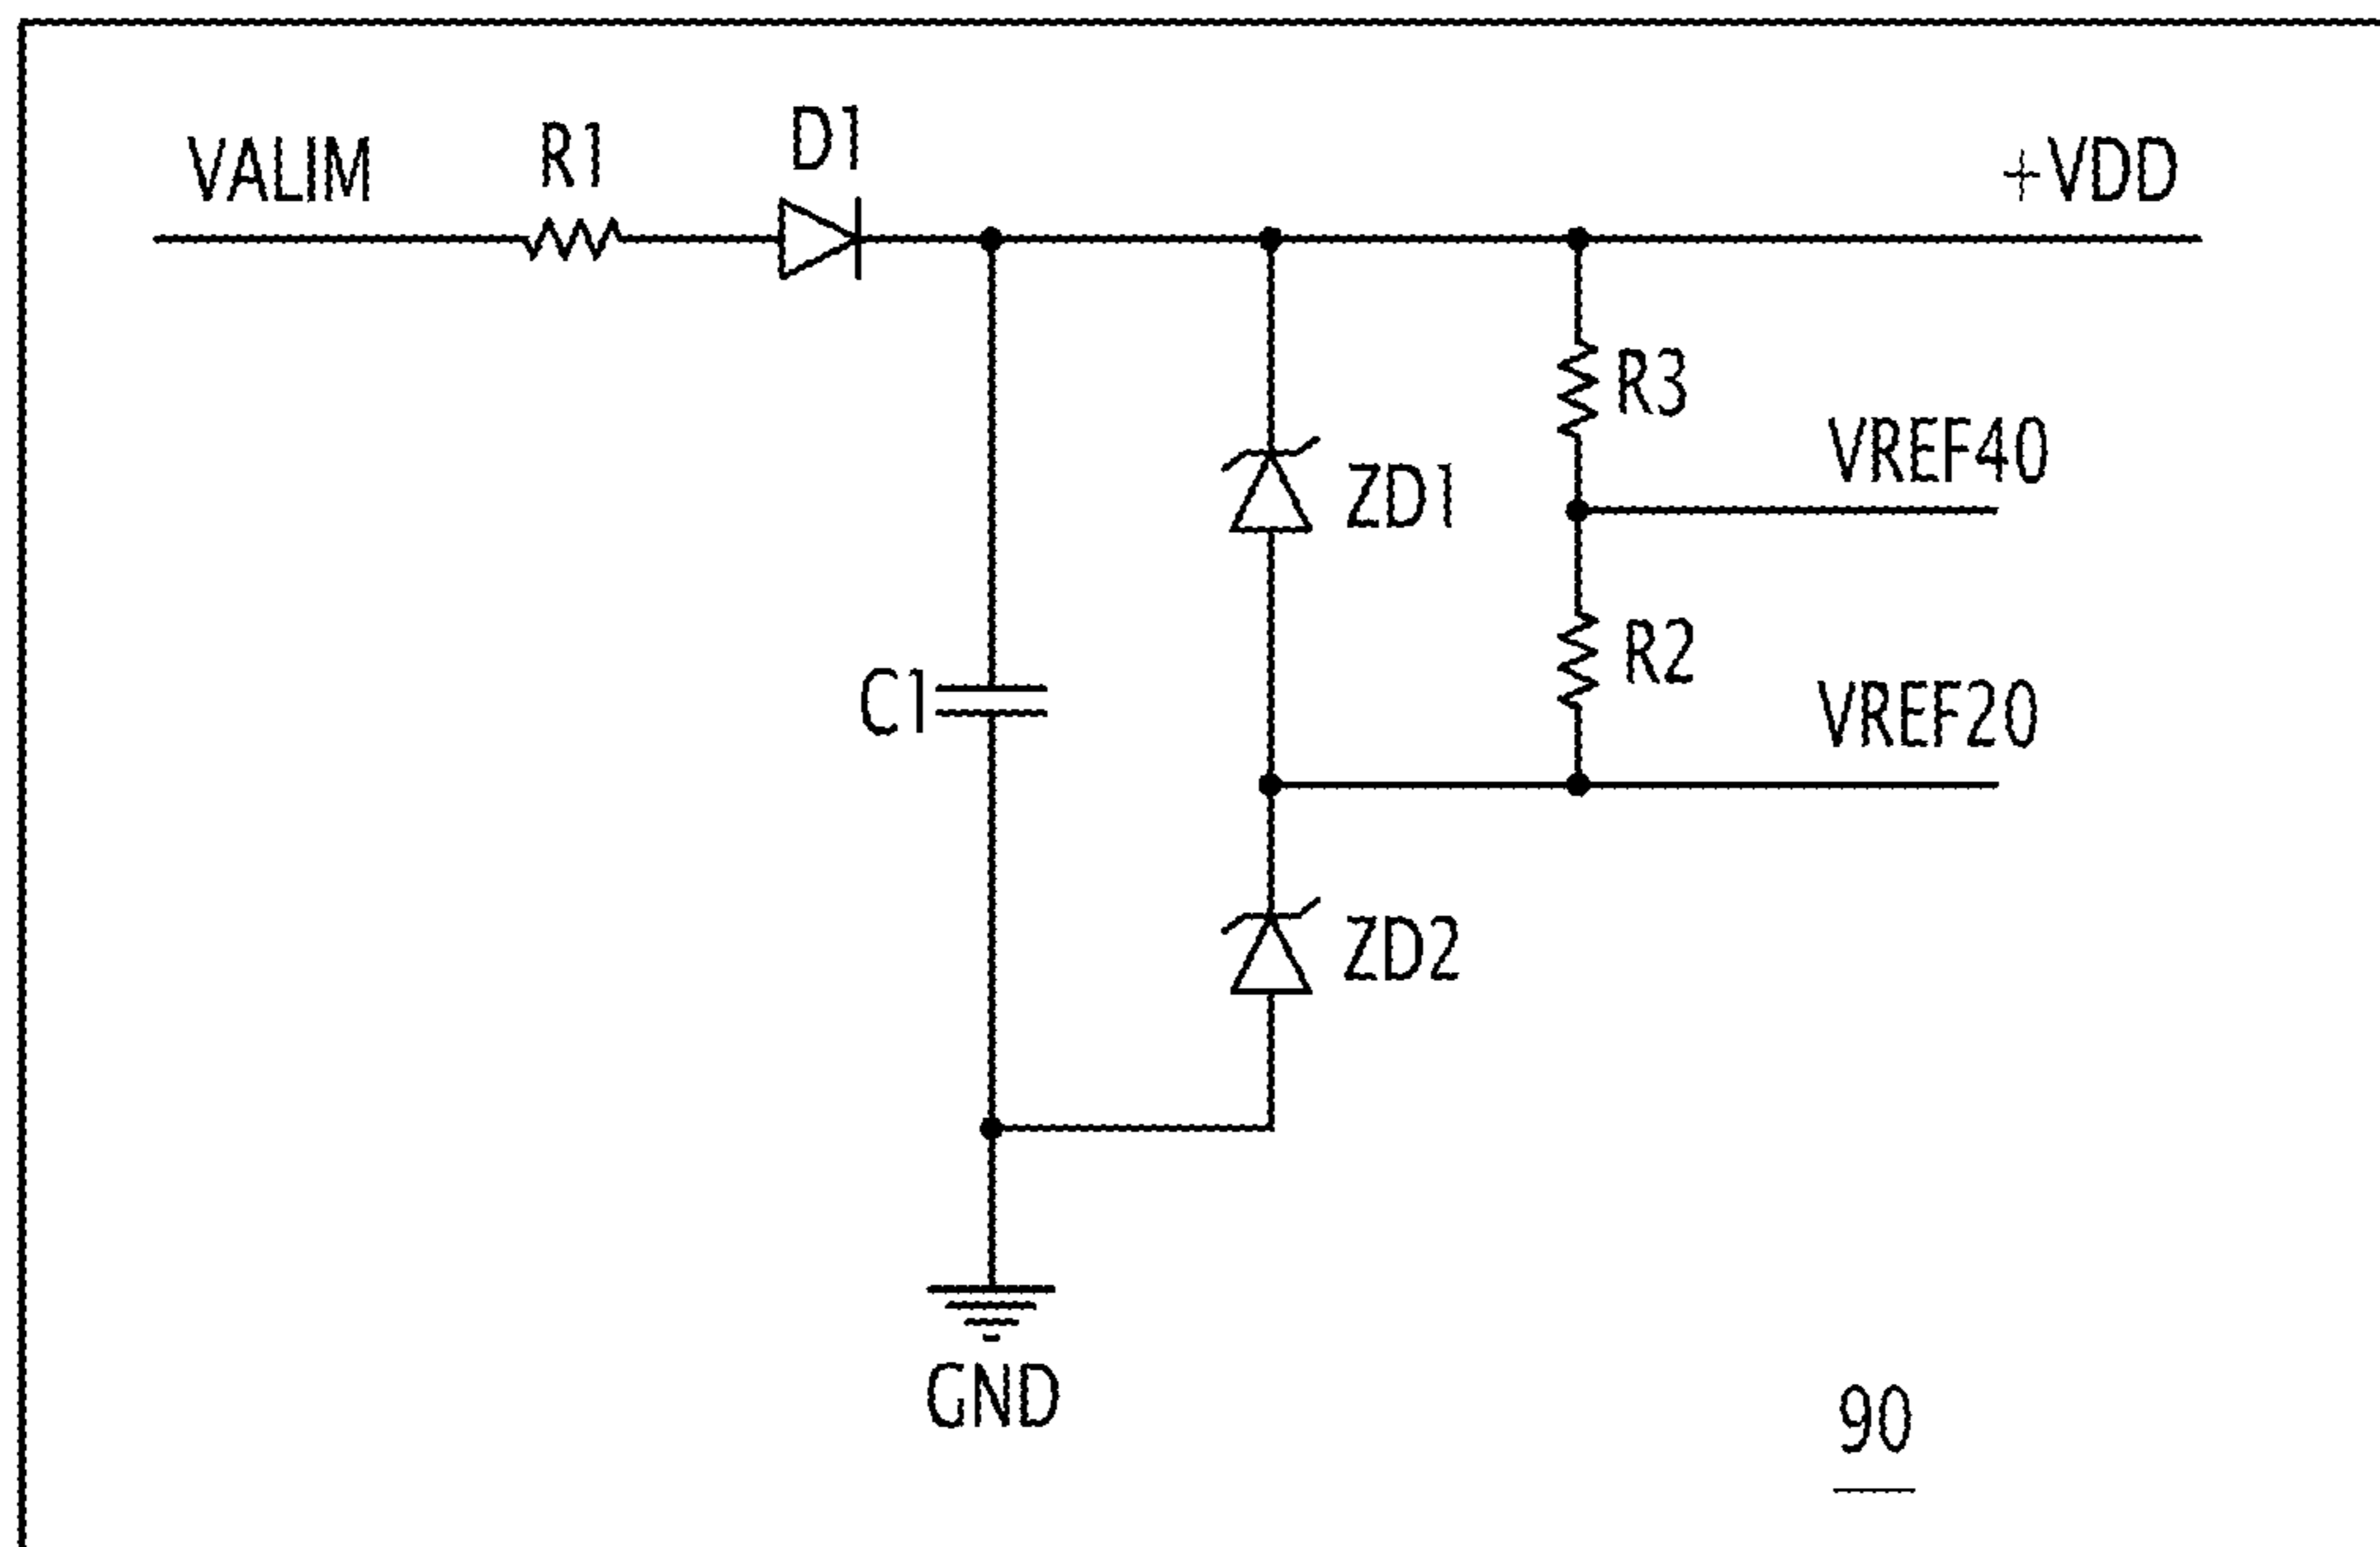 VALIM
R1
D1
+VDD
R3
VREF40
ZD1
R2
C1
VREF20
ZD2
GND
90